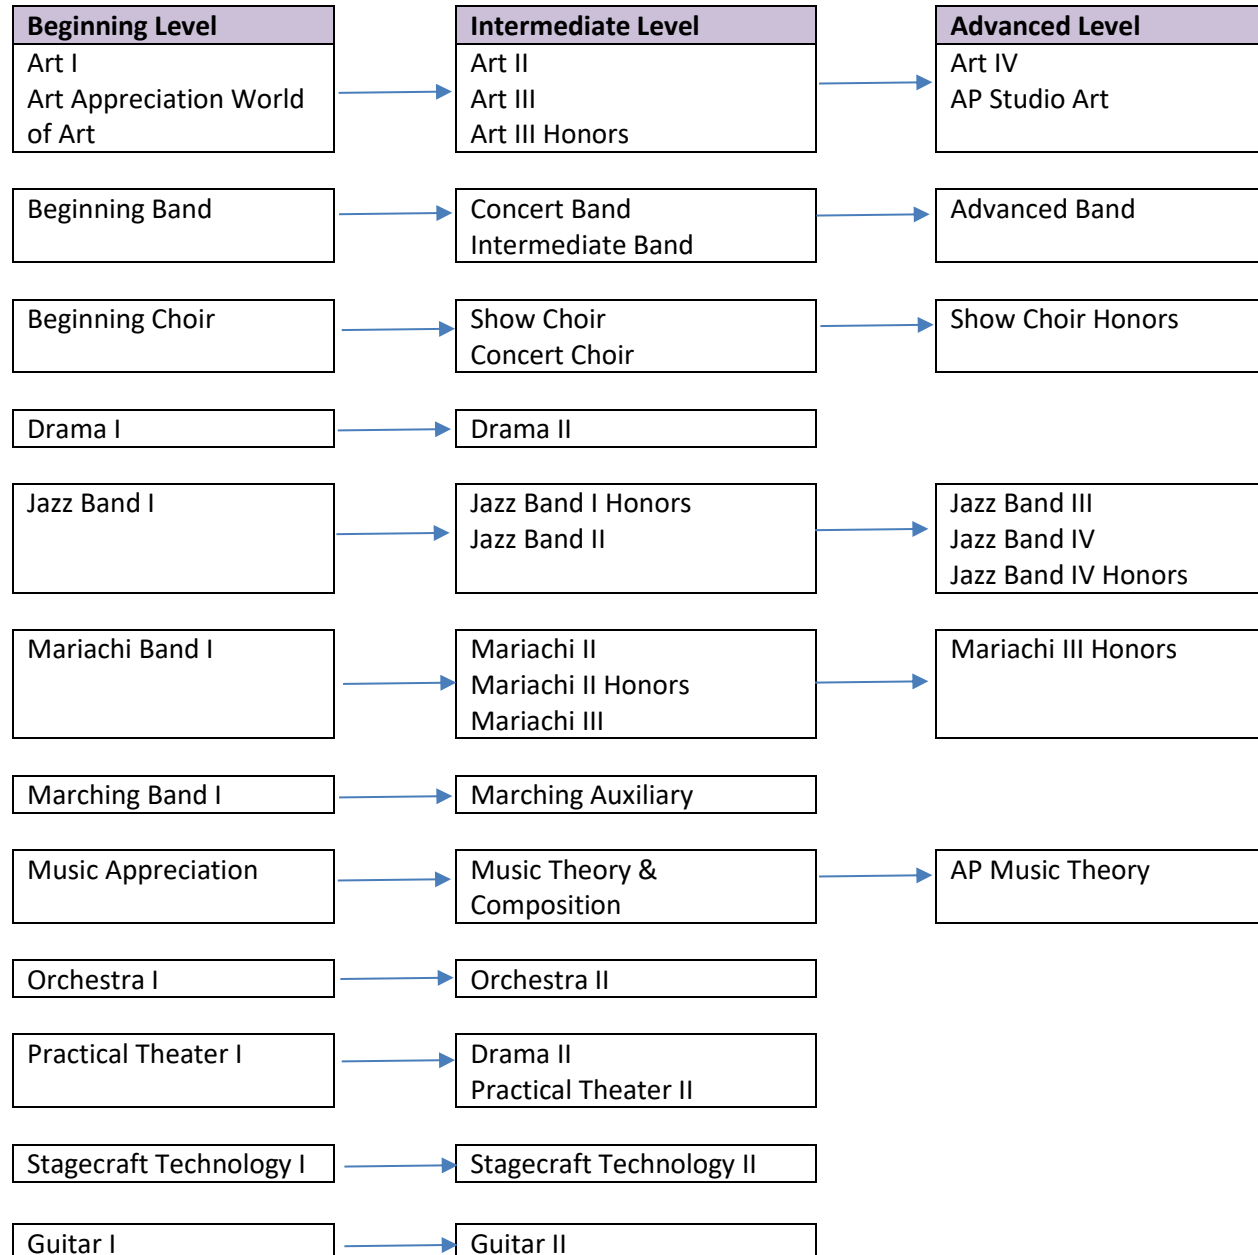 Beginning Level
Intermediate Level
Advanced Level
Art I
Art Appreciation World
of Art
Art II
Art III
Art III Honors
Art IV
AP Studio Art
Beginning Band
Concert Band
Intermediate Band
Advanced Band
Beginning Choir
Show Choir
Concert Choir
Show Choir Honors
Drama I
Drama II
Jazz Band I
Jazz Band I Honors
Jazz Band II
Jazz Band III
Jazz Band IV
Jazz Band IV Honors
Mariachi Band I
Mariachi II
Mariachi II Honors
Mariachi III
Mariachi III Honors
Marching Band I
Marching Auxiliary
Music Appreciation
Music Theory &
Composition
AP Music Theory
Orchestra I
Orchestra II
Practical Theater I
Drama II
Practical Theater II
Stagecraft Technology I
Stagecraft Technology II
Guitar I
Guitar II